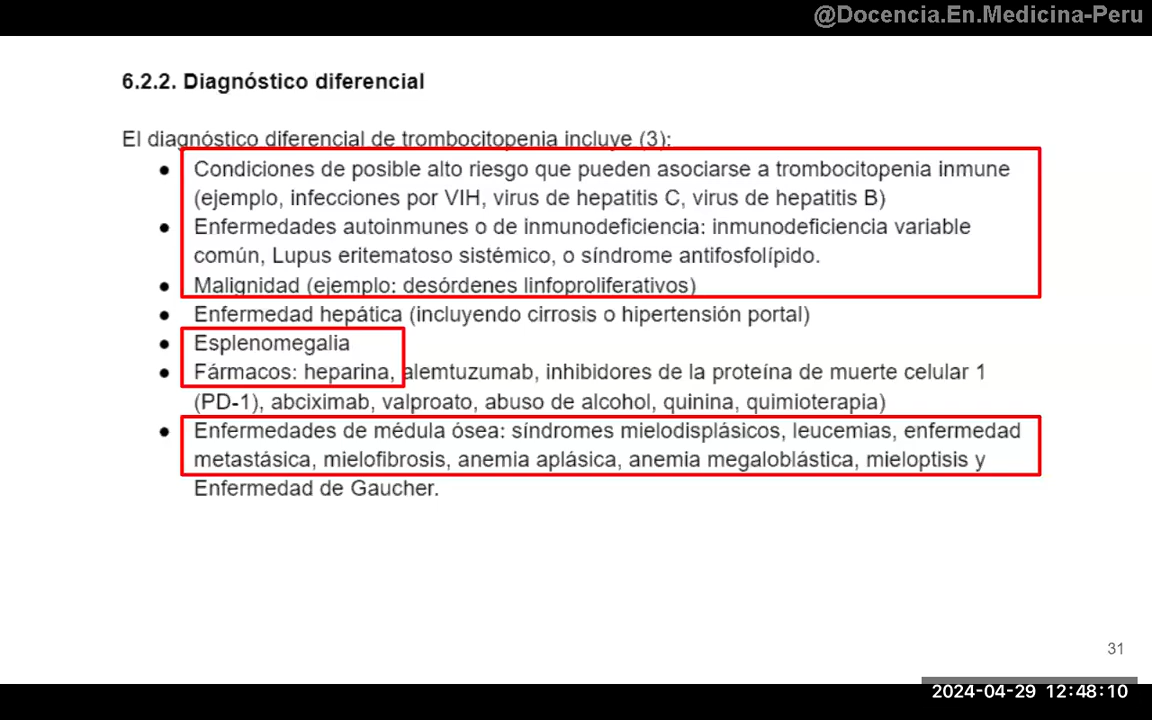 @Docencia.En.Medicina-Peru
6.2.2. Diagnóstico diferencial
El diagnóstico diferencial de trombocitopenia incluye (3):
● Condiciones de posible alto riesgo que pueden asociarse a trombocitopenia inmune
(ejemplo, infecciones por VIH, virus de hepatitis C, virus de hepatitis B)
● Enfermedades autoinmunes o de inmunodeficiencia: inmunodeficiencia variable
común, Lupus eritematoso sistémico, o síndrome antifosfolípido.
● Malignidad (ejemplo: desórdenes linfoproliferativos)
● Enfermedad hepática (incluyendo cirrosis o hipertensión portal)
● Esplenomegalia
● Fármacos: heparina, alemtuzumab, inhibidores de la proteína de muerte celular 1
(PD-1), abciximab, valproato, abuso de alcohol, quinina, quimioterapia)
● Enfermedades de médula ósea: síndromes mielodisplásicos, leucemias, enfermedad
metastásica, mielofibrosis, anemia aplásica, anemia megaloblástica, mieloptisis y
Enfermedad de Gaucher.
31
2024-04-29 12:48:10